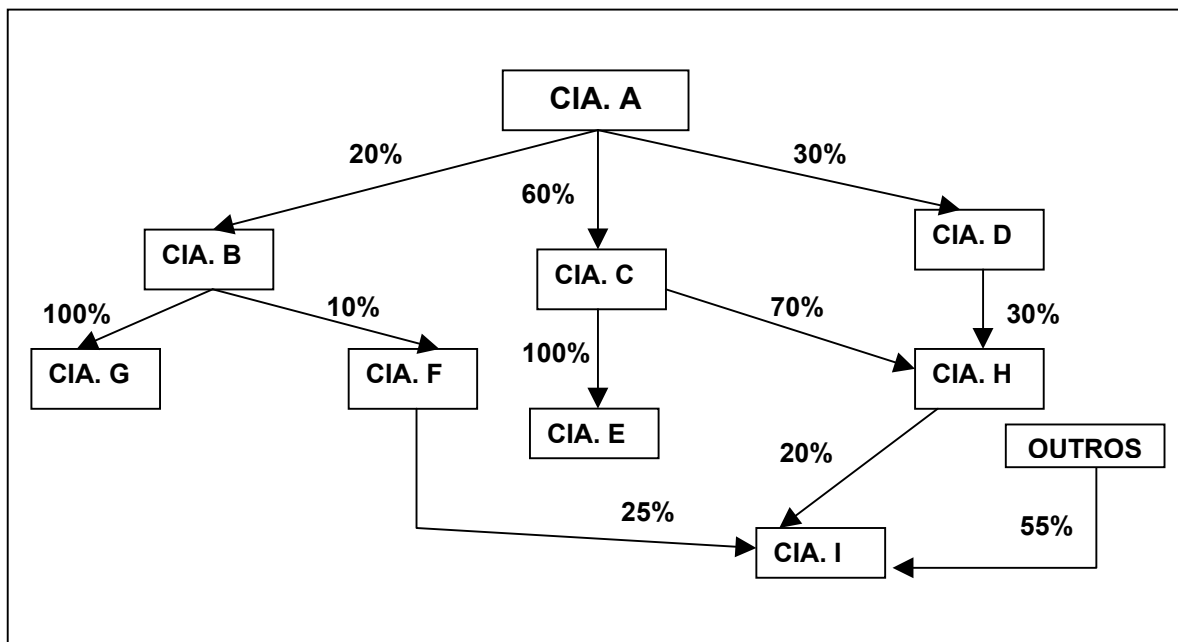 CIA. A
20%
30%
60%
CIA. D
CIA. B
CIA. C
100%
10%
70%
30%
100%
CIA. G
CIA. F
CIA. H
CIA. E
20%
OUTROS
25%
55%
CIA. I